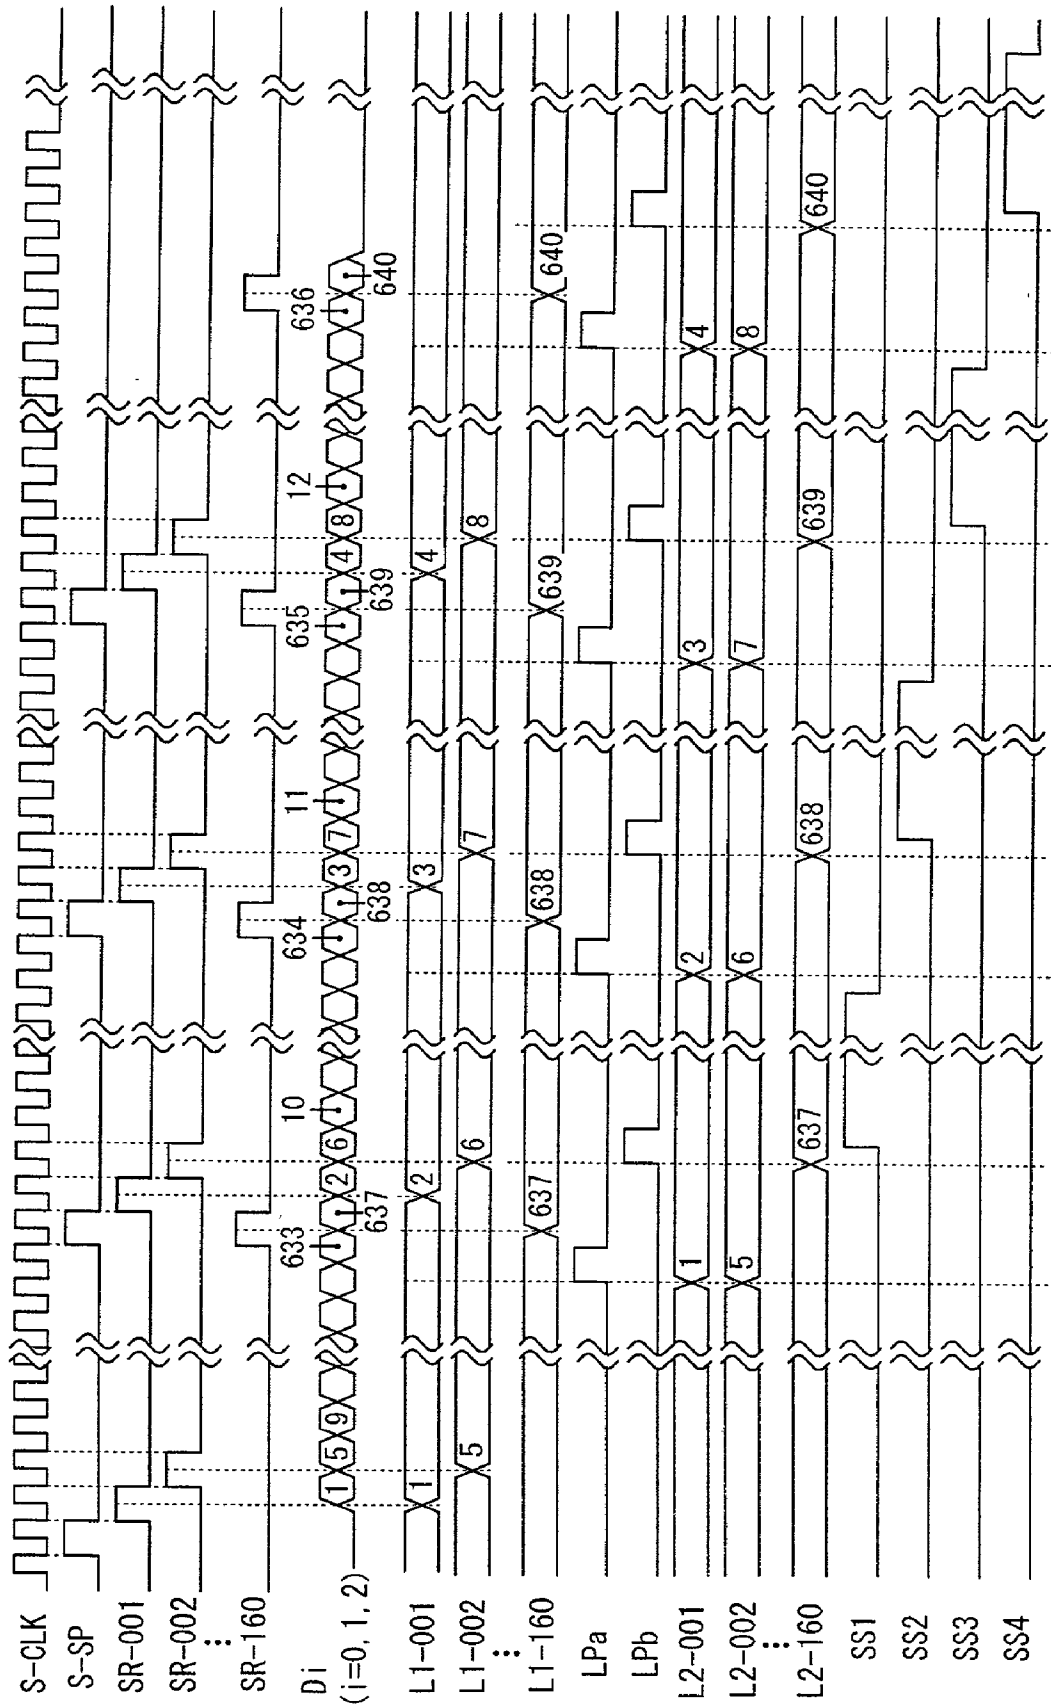 S-CLK
S-SP
SR-001
SR-002
SR-160
Di
(i=0, 1, 2)
1 5 9 633 637 2 6 10 634 638 3 7 11 635 639 4 8 12 636 640
L1-001
1 2 3 4
L1-002
5 6 7 8
L1-160
637 638 639 640
LPa
LPb
L2-001
1 2 3 4
L2-002
5 6 7 8
L2-160
637 638 639 640
SS1
SS2
SS3
SS4